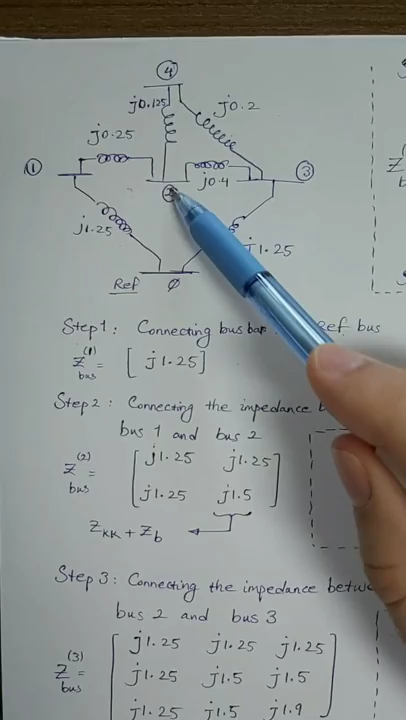 ④
j0.125
j0.2
j0.25
①
③
j0.4
j1.25
j1.25
Ref
0
Step1: Connecting bus bar Ref bus
Z⁽¹⁾bus = [ j1.25 ]
Step 2: Connecting the impedance
bus 1 and bus 2
Z⁽²⁾bus = [ j1.25 j1.25
j1.25 j1.5 ]
Zkk + Zb ←
Step 3: Connecting the impedance
bus 2 and bus 3
Z⁽³⁾bus = [ j1.25 j1.25 j1.25
j1.25 j1.5 j1.5
j1.25 j1.5 j1.9